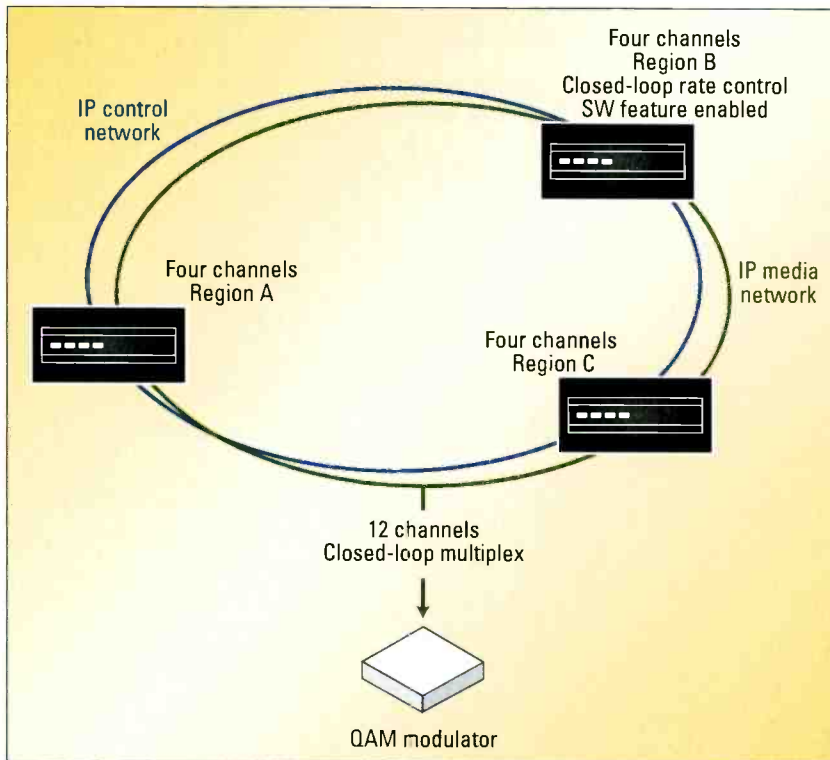 Four channels
Region B
Closed-loop rate control
SW feature enabled
IP control
network
Four channels
Region A
IP media
network
Four channels
Region C
12 channels
Closed-loop multiplex
QAM modulator